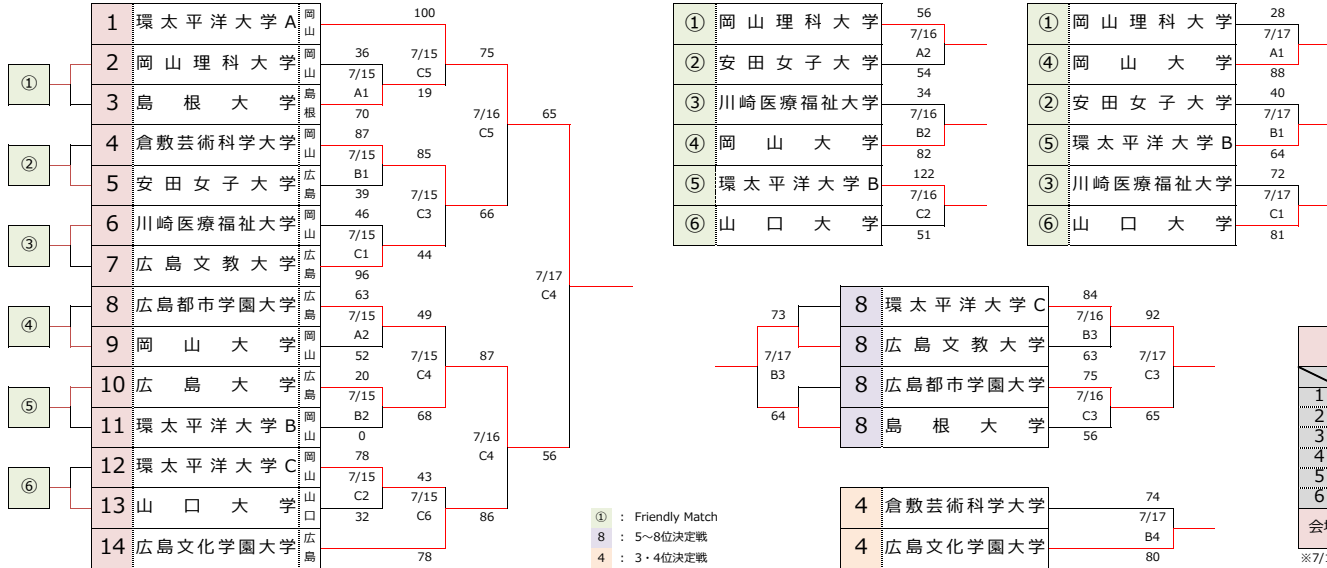 1 環太平洋大学A 岡山
2 岡山理科大学 岡山
3 島根大学 島根
4 倉敷芸術科学大学 岡山
5 安田女子大学 広島
6 川崎医療福祉大学 岡山
7 広島文教大学 広島
8 広島都市学園大学 広島
9 岡山大学 岡山
10 広島大学 広島
11 環太平洋大学B 岡山
12 環太平洋大学C 岡山
13 山口大学 山口
14 広島文化学園大学 広島
①
②
③
④
⑤
⑥
100
36
7/15
A1
70
87
7/15
B1
39
46
7/15
C1
96
63
7/15
A2
52
20
7/15
B2
0
78
7/15
C2
32
7/15
C5
19
85
7/15
C3
44
49
7/15
C4
68
43
7/15
C6
78
75
7/16
C5
66
87
7/16
C4
86
65
7/17
C4
56
① : Friendly Match
8 : 5～8位決定戦
4 : 3・4位決定戦
① 岡山理科大学 56
7/16
A2
② 安田女子大学 54
③ 川崎医療福祉大学 34
7/16
B2
④ 岡山大学 82
⑤ 環太平洋大学B 122
7/16
C2
⑥ 山口大学 51
① 岡山理科大学 28
7/17
A1
④ 岡山大学 88
② 安田女子大学 40
7/17
B1
⑤ 環太平洋大学B 64
③ 川崎医療福祉大学 72
7/17
C1
⑥ 山口大学 81
8 環太平洋大学C 84
7/16
B3
8 広島文教大学 63
8 広島都市学園大学 75
7/16
C3
8 島根大学 56
73
7/17
B3
64
92
7/17
C3
65
4 倉敷芸術科学大学 74
7/17
B4
4 広島文化学園大学 80
1
2
3
4
5
6
※7/